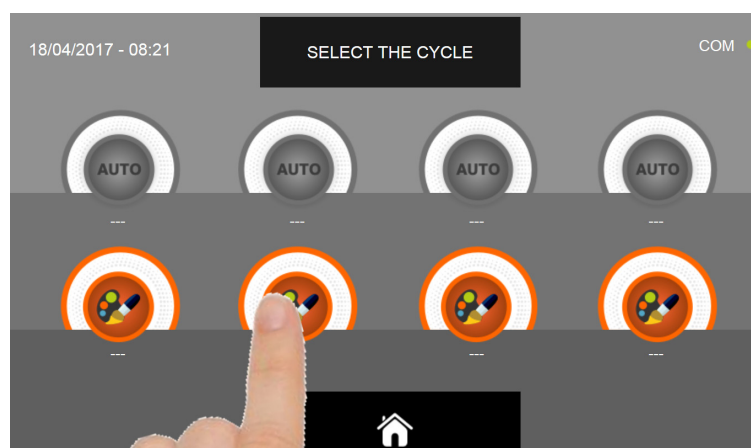 18/04/2017 - 08:21
SELECT THE CYCLE
COM
AUTO AUTO AUTO AUTO
--- --- --- ---
--- --- ---